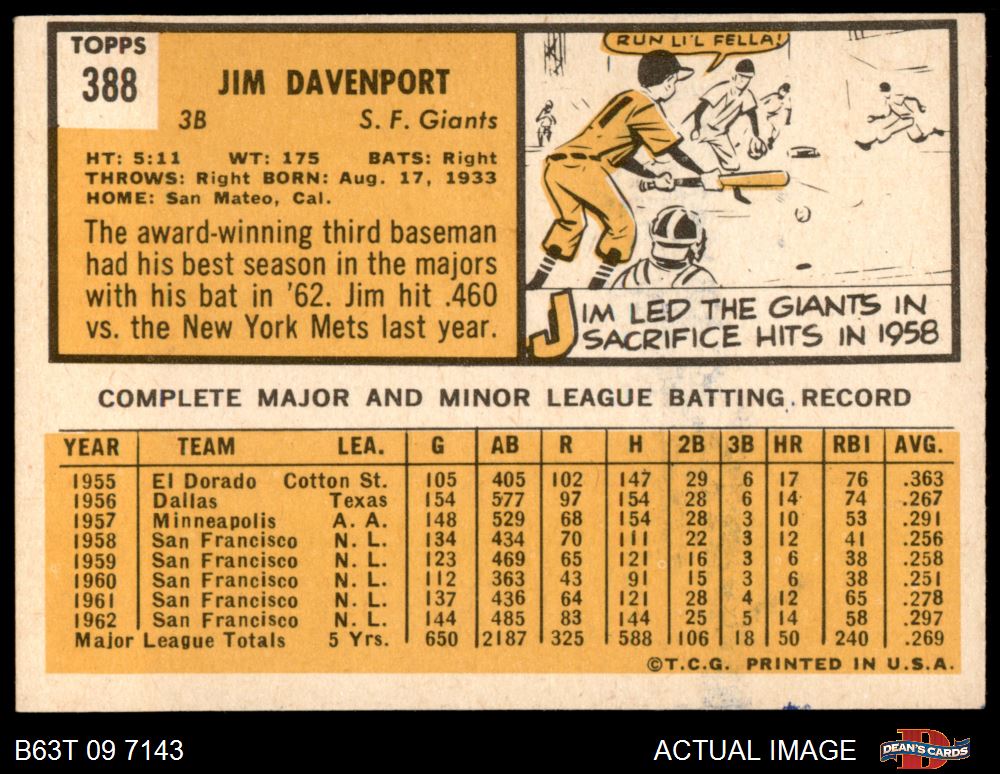 TOPPS
388
JIM DAVENPORT
3B S. F. Giants
HT: 5:11 WT: 175 BATS: Right
THROWS: Right BORN: Aug. 17, 1933
HOME: San Mateo, Cal.
The award-winning third baseman
had his best season in the majors
with his bat in '62. Jim hit .460
vs. the New York Mets last year.
RUN LI'L FELLA!
JIM LED THE GIANTS IN
SACRIFICE HITS IN 1958
COMPLETE MAJOR AND MINOR LEAGUE BATTING RECORD
YEAR TEAM LEA. G AB R H 2B 3B HR RBI AVG.
1955 El Dorado Cotton St. 105 405 102 147 29 6 17 76 .363
1956 Dallas Texas 154 577 97 154 28 6 14 74 .267
1957 Minneapolis A. A. 148 529 68 154 28 3 10 53 .291
1958 San Francisco N. L. 134 434 70 111 22 3 12 41 .256
1959 San Francisco N. L. 123 469 65 121 16 3 6 38 .258
1960 San Francisco N. L. 112 363 43 91 15 3 6 38 .251
1961 San Francisco N. L. 137 436 64 121 28 4 12 65 .278
1962 San Francisco N. L. 144 485 83 144 25 5 14 58 .297
Major League Totals 5 Yrs. 650 2187 325 588 106 18 50 240 .269
©T.C.G. PRINTED IN U.S.A.
B63T 09 7143 ACTUAL IMAGE DEAN'S CARDS